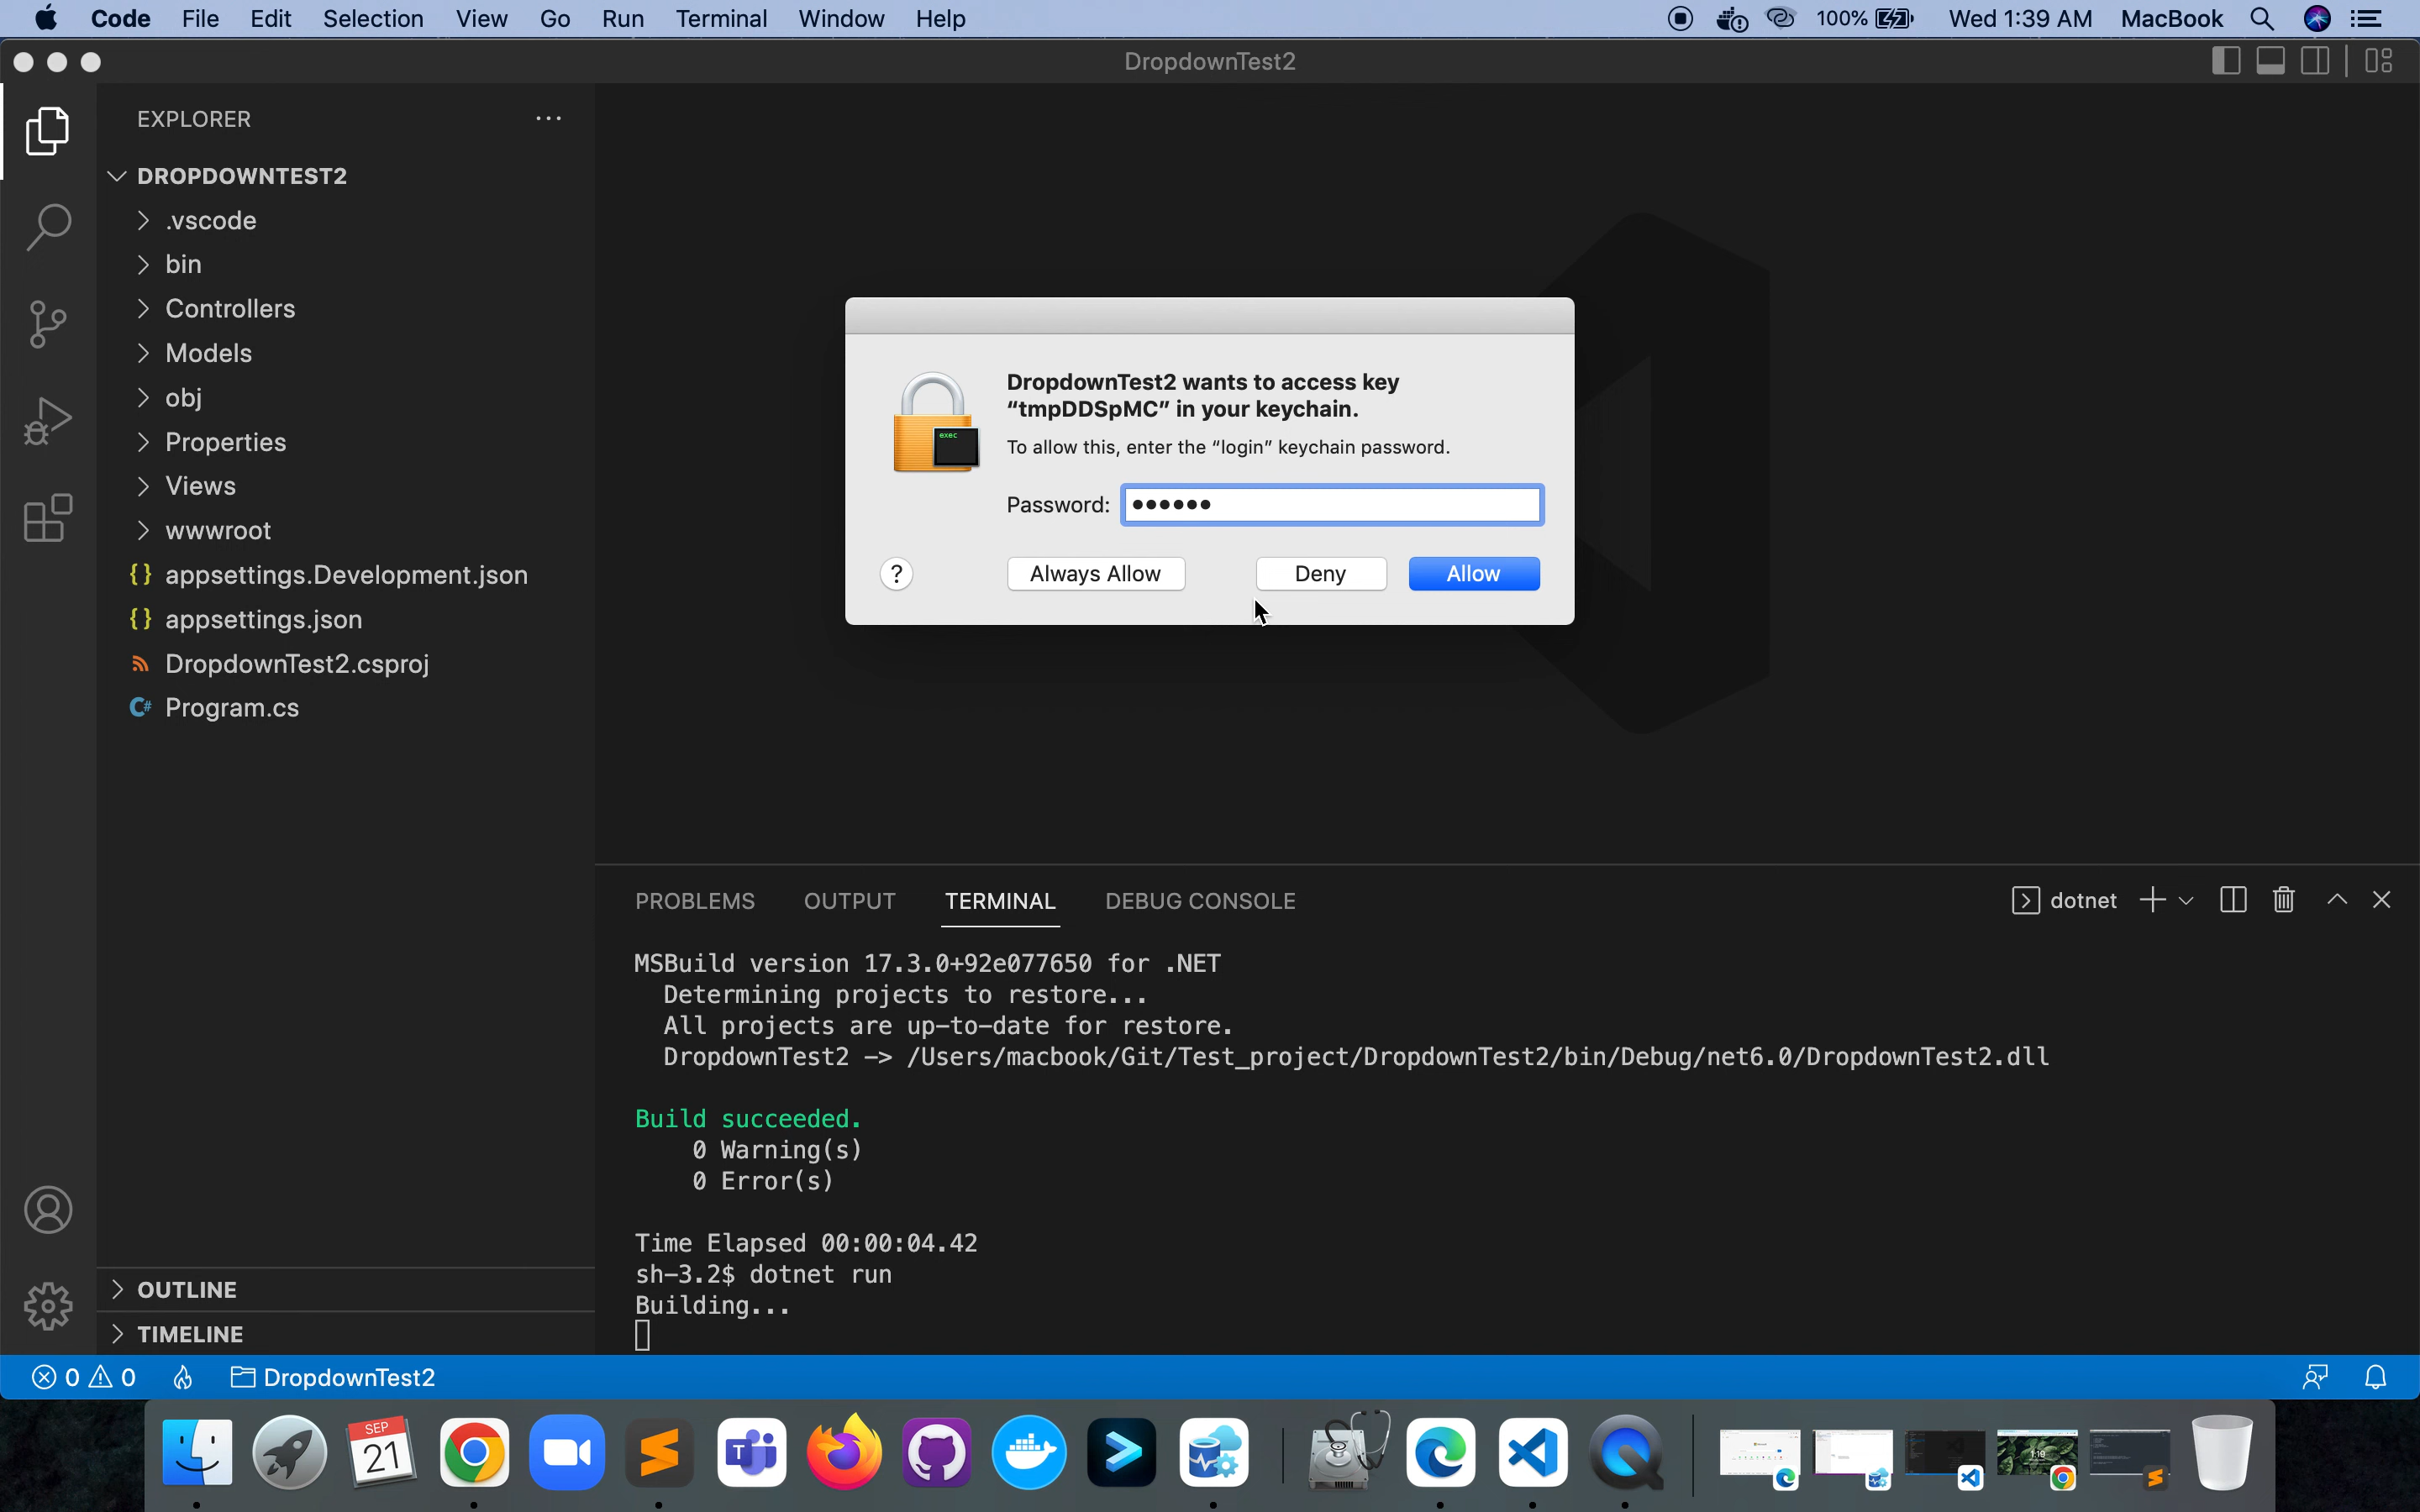 Code File Edit Selection View Go Run Terminal Window Help 100% Wed 1:39 AM MacBook
DropdownTest2
EXPLORER
DROPDOWNTEST2
.vscode
bin
Controllers
Models
obj
Properties
Views
wwwroot
{} appsettings.Development.json
{} appsettings.json
DropdownTest2.csproj
C# Program.cs
OUTLINE
TIMELINE
DropdownTest2 wants to access key
“tmpDDSpMC” in your keychain.
exec
To allow this, enter the “login” keychain password.
Password: ••••••
? Always Allow Deny Allow
PROBLEMS OUTPUT TERMINAL DEBUG CONSOLE dotnet
MSBuild version 17.3.0+92e077650 for .NET
Determining projects to restore...
All projects are up-to-date for restore.
DropdownTest2 -> /Users/macbook/Git/Test_project/DropdownTest2/bin/Debug/net6.0/DropdownTest2.dll
Build succeeded.
0 Warning(s)
0 Error(s)
Time Elapsed 00:00:04.42
sh-3.2$ dotnet run
Building...
0 0 DropdownTest2
SEP
21
T
1:19